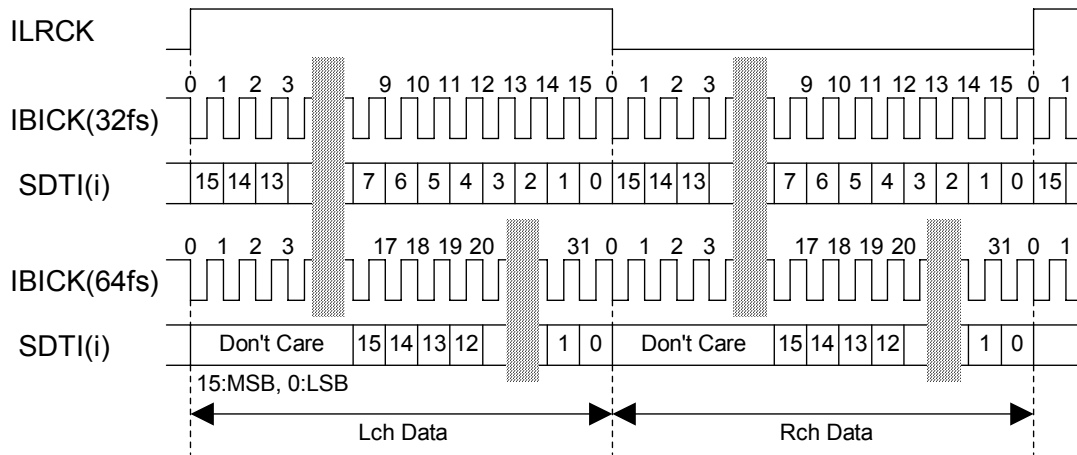 ILRCK
0 1 2 3 9 10 11 12 13 14 15 0 1 2 3 9 10 11 12 13 14 15 0 1
IBICK(32fs)
SDTI(i) 15 14 13 7 6 5 4 3 2 1 0 15 14 13 7 6 5 4 3 2 1 0 15
0 1 2 3 17 18 19 20 31 0 1 2 3 17 18 19 20 31 0 1
IBICK(64fs)
SDTI(i) Don't Care 15 14 13 12 1 0 Don't Care 15 14 13 12 1 0
15:MSB, 0:LSB
Lch Data Rch Data